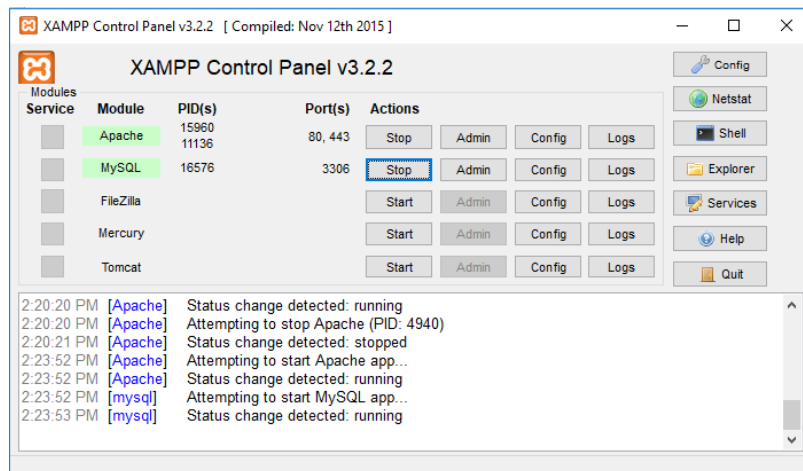 XAMPP Control Panel v3.2.2 [ Compiled: Nov 12th 2015 ]
XAMPP Control Panel v3.2.2
Config
Modules
Service Module PID(s) Port(s) Actions
Netstat
Apache 15960 11136 80, 443 Stop Admin Config Logs
Shell
MySQL 16576 3306 Stop Admin Config Logs
Explorer
FileZilla Start Admin Config Logs
Services
Mercury Start Admin Config Logs
Help
Tomcat Start Admin Config Logs
Quit
2:20:20 PM [Apache] Status change detected: running
2:20:20 PM [Apache] Attempting to stop Apache (PID: 4940)
2:20:21 PM [Apache] Status change detected: stopped
2:23:52 PM [Apache] Attempting to start Apache app...
2:23:52 PM [Apache] Status change detected: running
2:23:52 PM [mysql] Attempting to start MySQL app...
2:23:53 PM [mysql] Status change detected: running